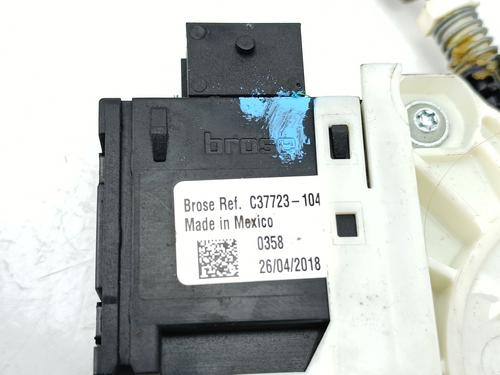 brose
Brose Ref. C37723-104
Made in Mexico
0358
26/04/2018